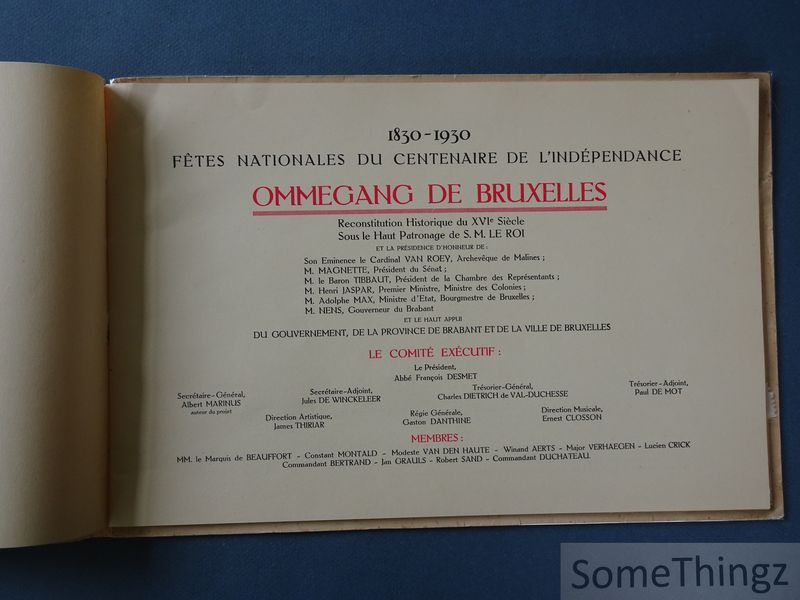 1830-1930
FÊTES NATIONALES DU CENTENAIRE DE L'INDÉPENDANCE
OMMEGANG DE BRUXELLES
Reconstitution Historique du XVIe Siècle
Sous le Haut Patronage de S. M. LE ROI
ET LA PRÉSIDENCE D'HONNEUR DE :
Son Eminence le Cardinal VAN ROEY, Archevêque de Malines ;
M. MAGNETTE, Président du Sénat ;
M. le Baron TIBBAUT, Président de la Chambre des Représentants ;
M. Henri JASPAR, Premier Ministre, Ministre des Colonies ;
M. Adolphe MAX, Ministre d'Etat, Bourgmestre de Bruxelles ;
M. NENS, Gouverneur du Brabant
ET LE HAUT APPUI
DU GOUVERNEMENT, DE LA PROVINCE DE BRABANT ET DE LA VILLE DE BRUXELLES
LE COMITÉ EXÉCUTIF :
Le Président,
Abbé François DESMET
Secrétaire-Général,
Albert MARINUS
auteur du projet
Secrétaire-Adjoint,
Jules DE WINCKELEER
Trésorier-Général,
Charles DIETRICH de VAL-DUCHESSE
Trésorier-Adjoint,
Paul DE MOT
Direction Artistique,
James THIRIAR
Régie Générale,
Gaston DANTHINE
Direction Musicale,
Ernest CLOSSON
MEMBRES :
MM. le Marquis de BEAUFFORT - Constant MONTALD - Modeste VAN DEN HAUTE - Winand AERTS - Major VERHAEGEN - Lucien CRICK
Commandant BERTRAND - Jan GRAULS - Robert SAND - Commandant DUCHATEAU.
SomeThingz